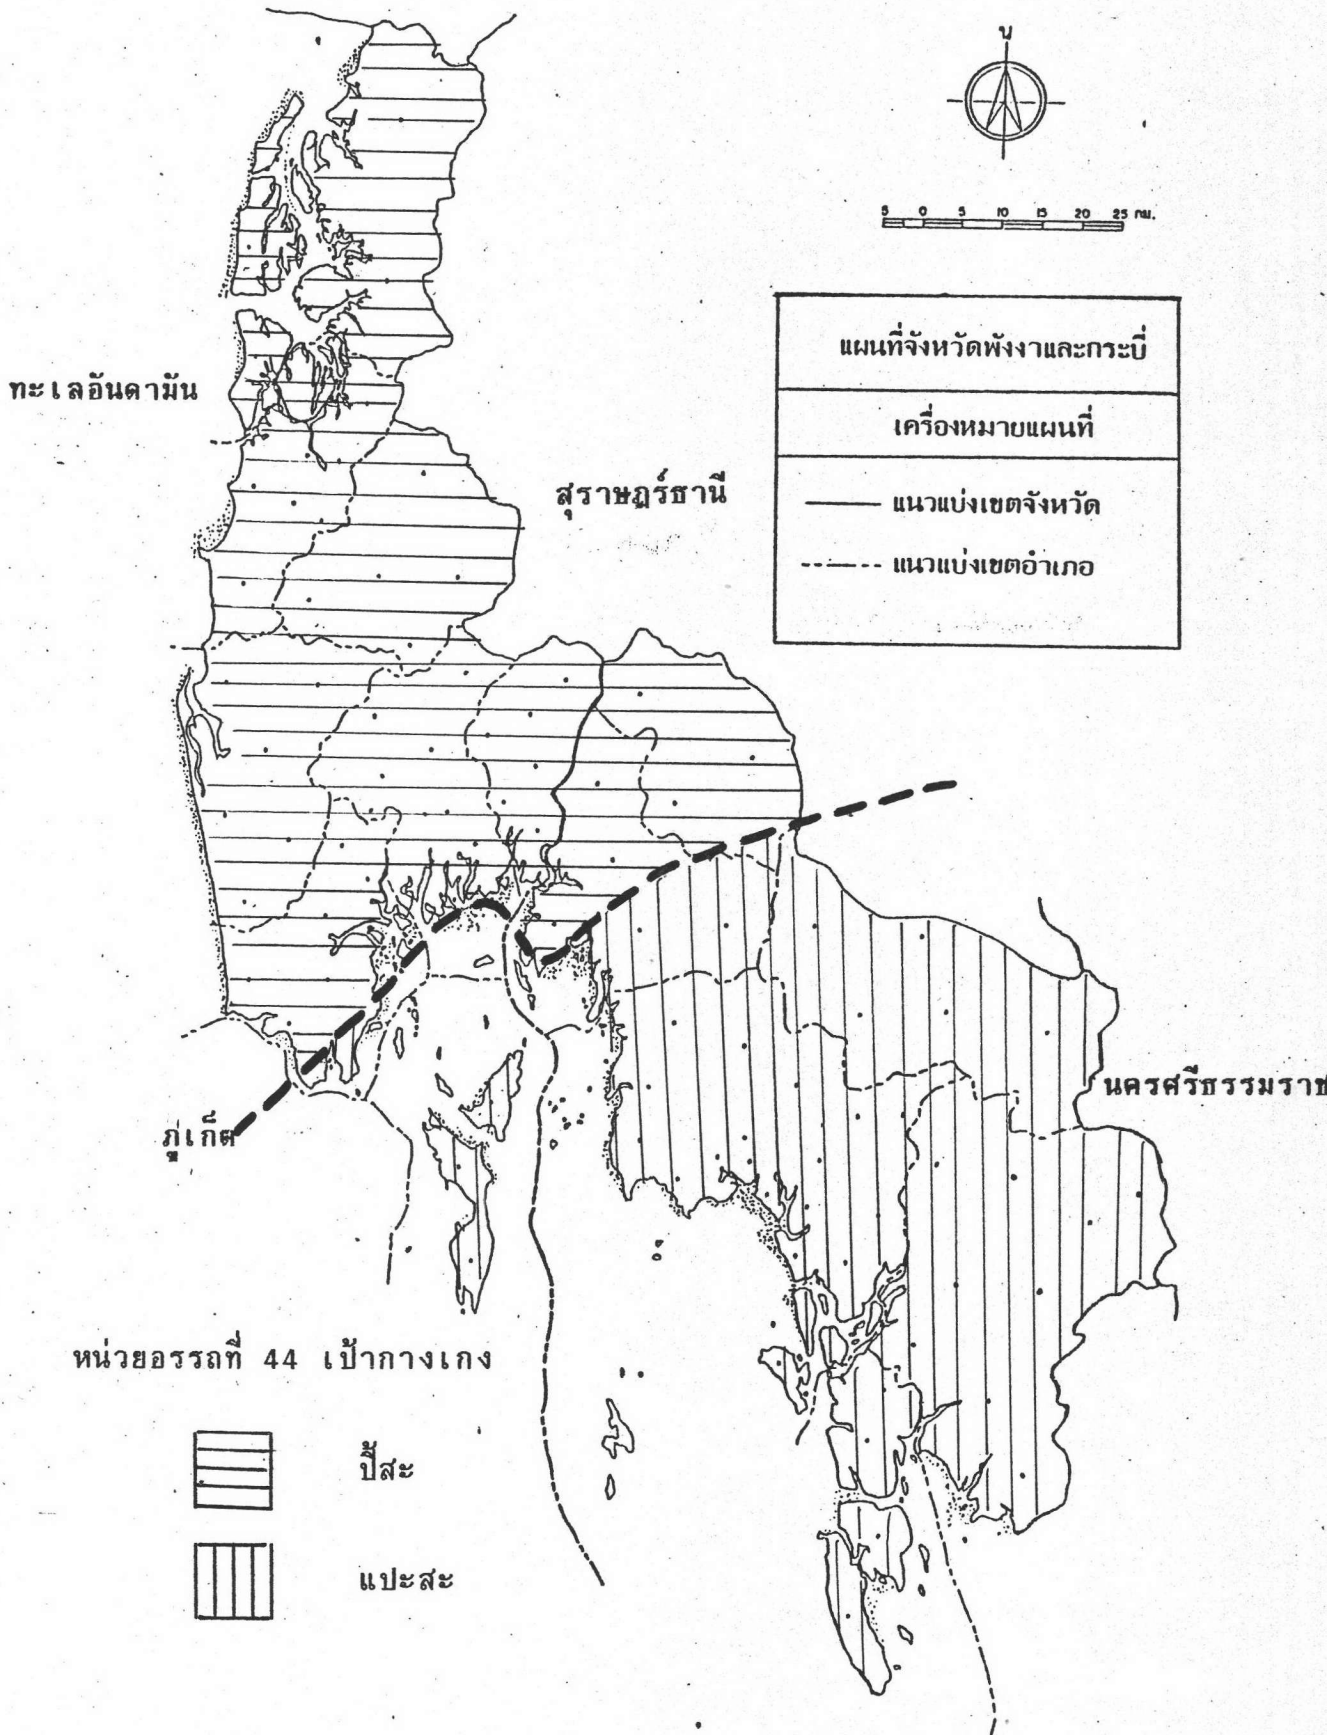 น
5 0 5 10 15 20 25 กม.
แผนที่จังหวัดพังงาและกระบี่
เครื่องหมายแผนที่
แนวแบ่งเขตจังหวัด
แนวแบ่งเขตอำเภอ
ทะเลอันดามัน
สุราษฎร์ธานี
นครศรีธรรมราช
ภูเก็ต
หน่วยอรรถที่ 44 เป้ากางเกง
ปี้สะ
แปะสะ